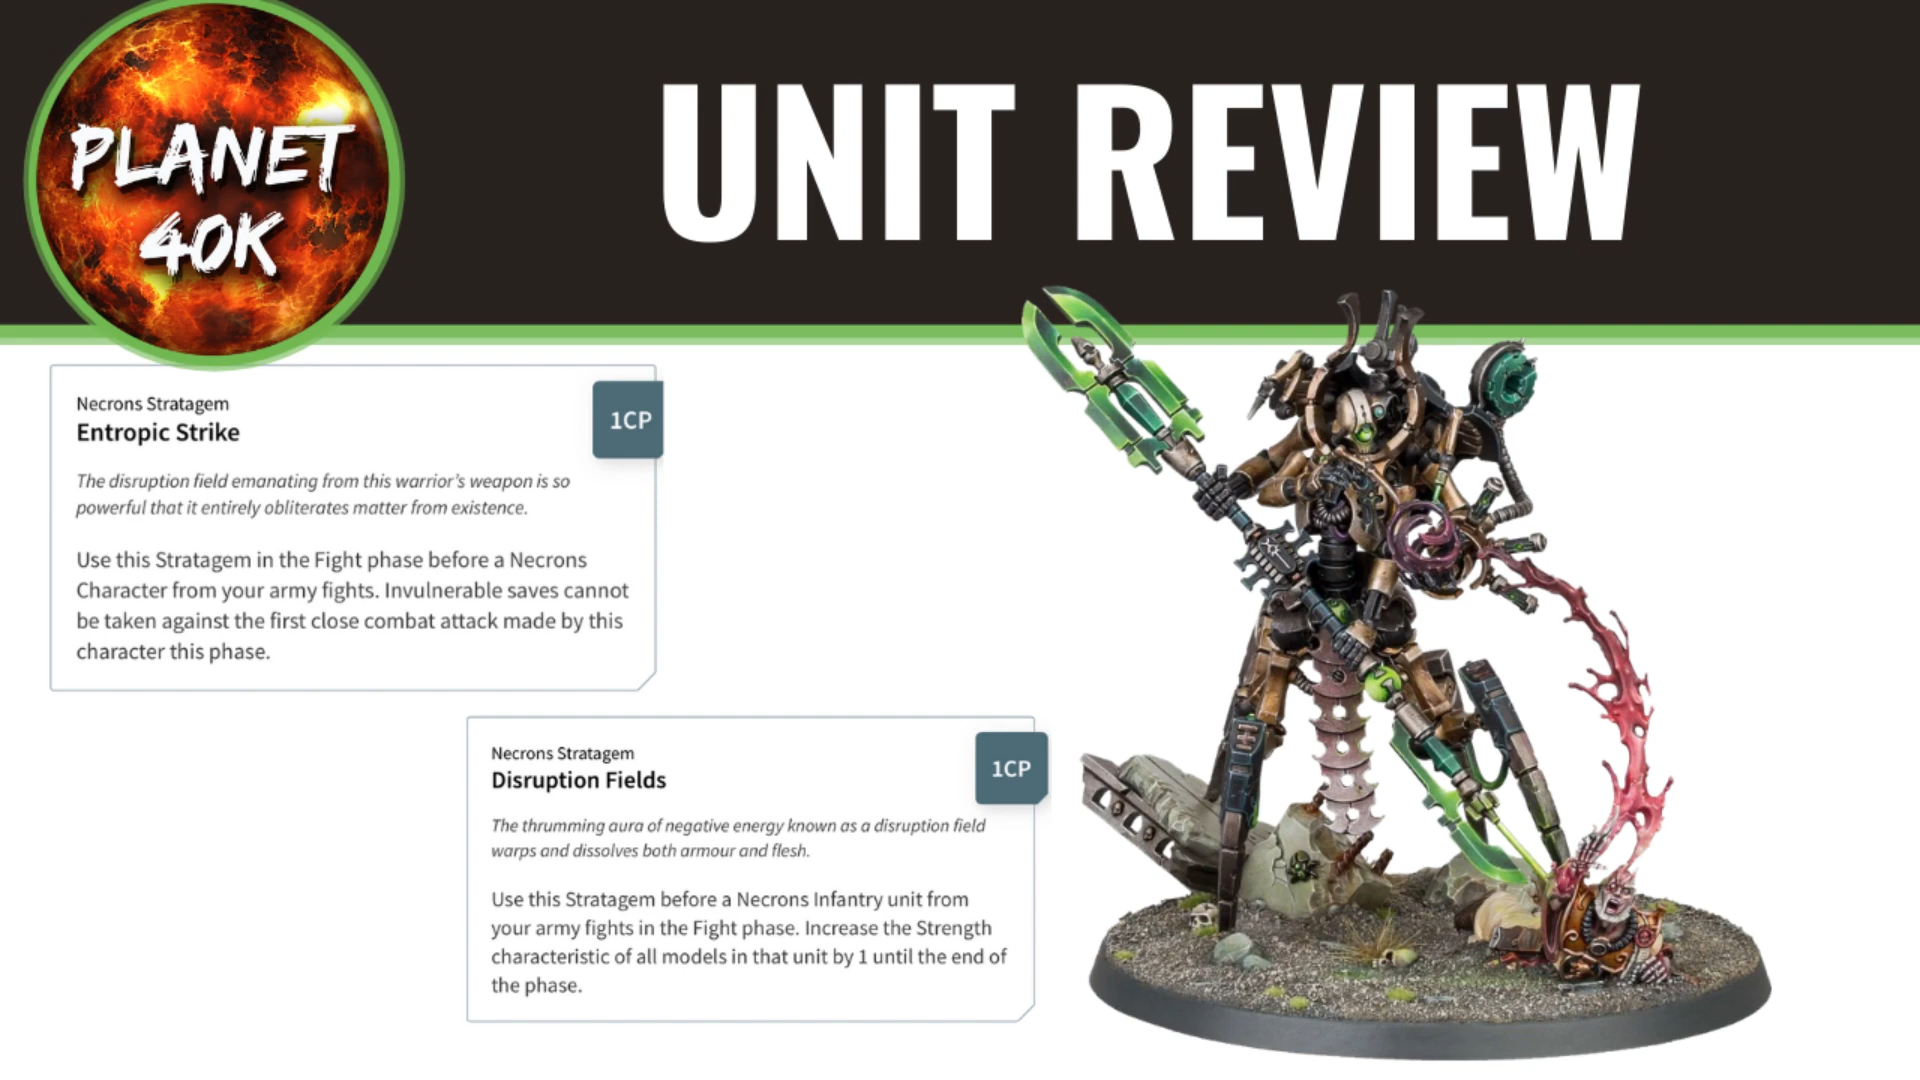 PLANET
40K
UNIT REVIEW
Necrons Stratagem
Entropic Strike
1CP
The disruption field emanating from this warrior's weapon is so
powerful that it entirely obliterates matter from existence.
Use this Stratagem in the Fight phase before a Necrons
Character from your army fights. Invulnerable saves cannot
be taken against the first close combat attack made by this
character this phase.
Necrons Stratagem
Disruption Fields
1CP
The thrumming aura of negative energy known as a disruption field
warps and dissolves both armour and flesh.
Use this Stratagem before a Necrons Infantry unit from
your army fights in the Fight phase. Increase the Strength
characteristic of all models in that unit by 1 until the end of
the phase.